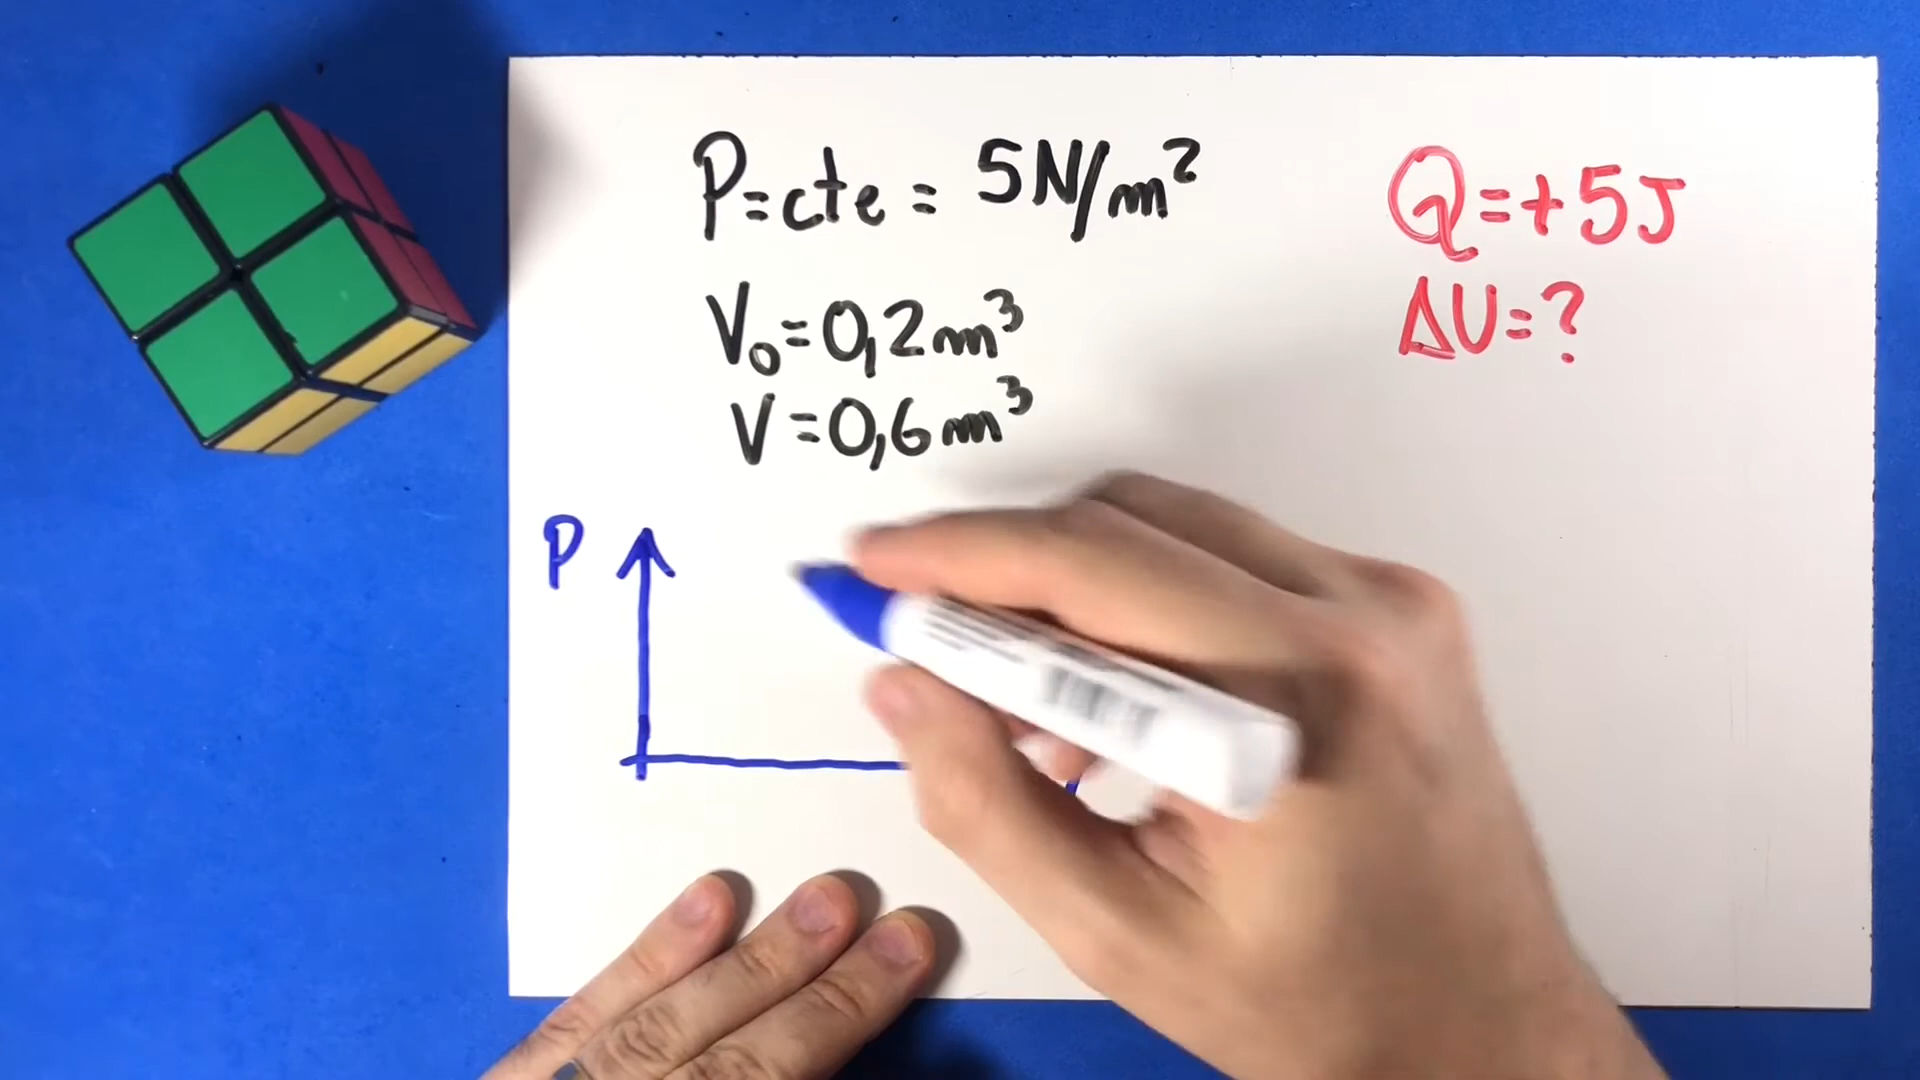 P=cte= 5N/m²
V₀=0,2m³
V=0,6m³
Q=+5J
ΔU=?
P